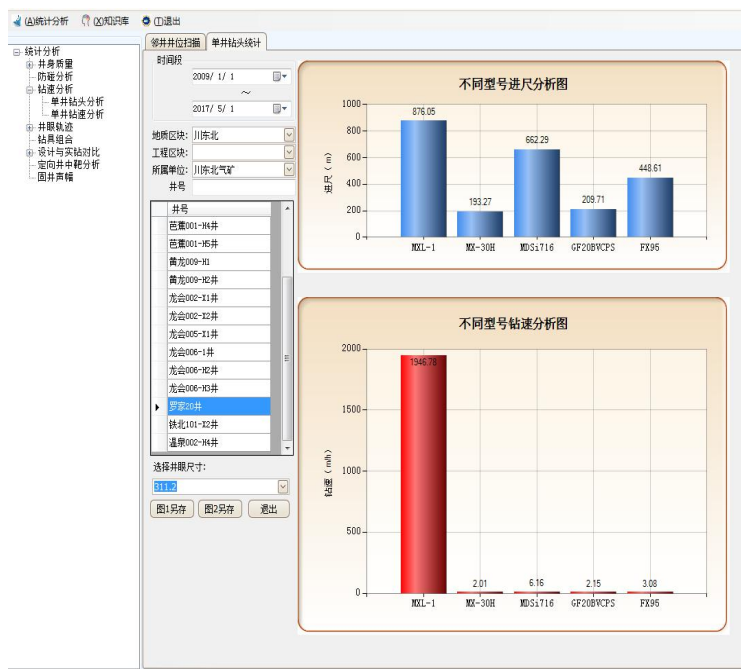 (A)统计分析 (X)知识库 (T)退出
统计分析
井身质量
防碰分析
钻速分析
单井钻头分析
单井钻速分析
井眼轨迹
钻具组合
设计与实钻对比
定向井中靶分析
固井声幅
邻井井位扫描 单井钻头统计
时间段
2009/ 1/ 1
~
2017/ 5/ 1
地质区块: 川东北
工程区块:
所属单位: 川东北气矿
井号
井号
芭蕉001-H4井
芭蕉001-H5井
黄龙009-H1
黄龙009-H2井
龙会002-X1井
龙会002-X2井
龙会005-X1井
龙会006-1井
龙会006-H2井
龙会006-H3井
罗家20井
铁北101-X2井
温泉002-H4井
选择井眼尺寸:
311.2
图1另存 图2另存 退出
不同型号进尺分析图
进尺（m）
1000
800
600
400
200
0
876.05
193.27
662.29
209.71
448.61
MXL-1 MX-30H MDSi716 GF20BVCPS FX95
不同型号钻速分析图
钻速（m/h）
2000
1500
1000
500
0
1946.78
2.01
6.16
2.15
3.08
MXL-1 MX-30H MDSi716 GF20BVCPS FX95